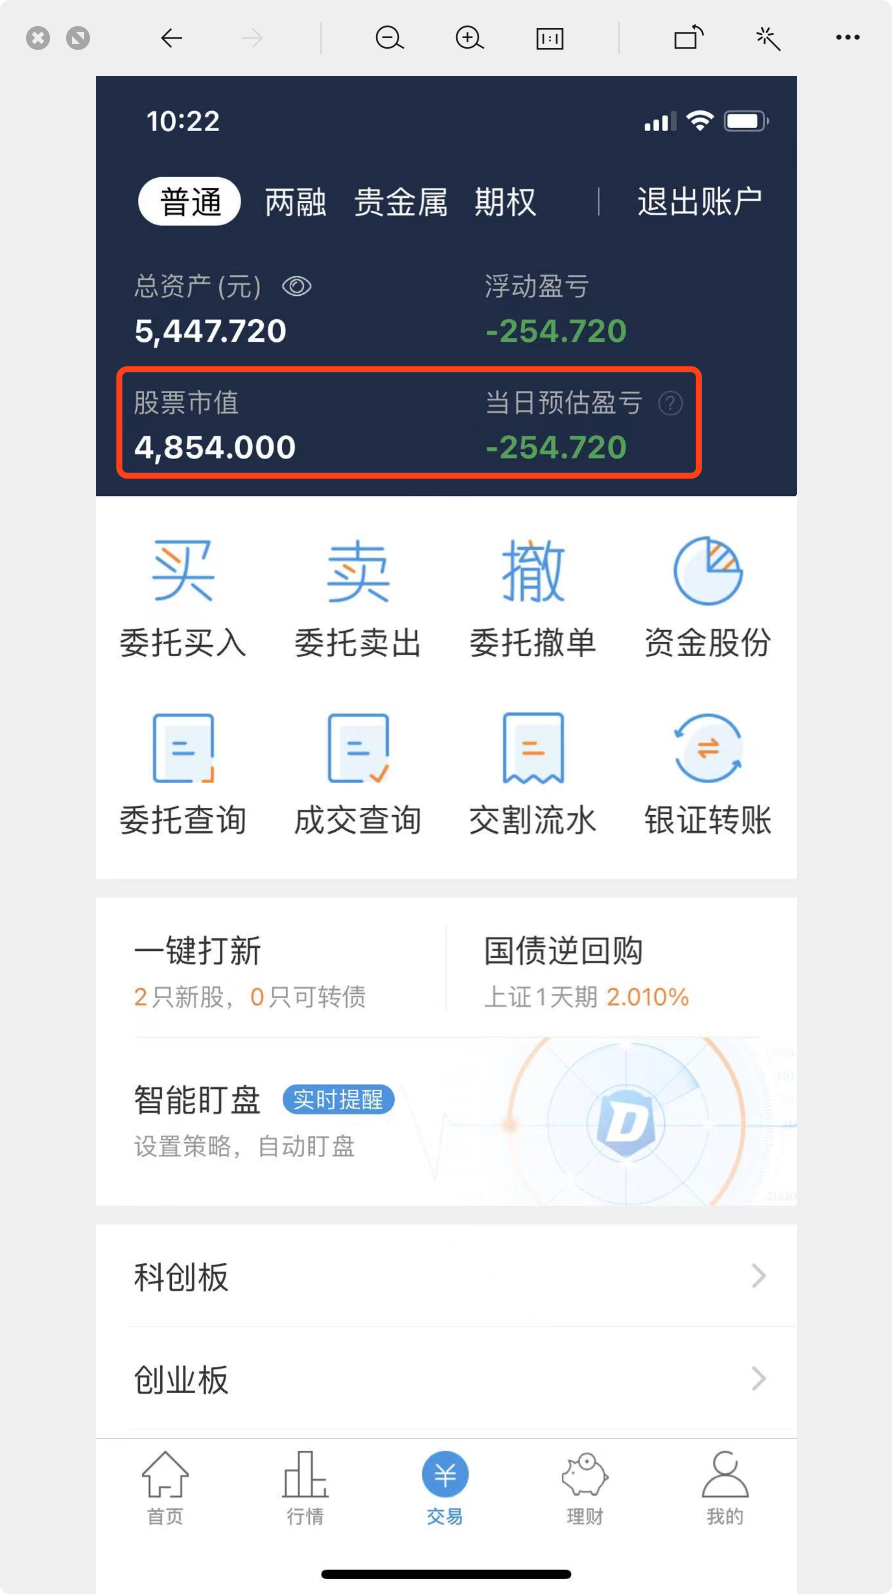 10:22
普通 两融 贵金属 期权 | 退出账户
总资产(元) 浮动盈亏
5,447.720 -254.720
股票市值 当日预估盈亏 ?
4,854.000 -254.720
买 卖 撤
委托买入 委托卖出 委托撤单 资金股份
委托查询 成交查询 交割流水 银证转账
一键打新 国债逆回购
2只新股，0只可转债 上证1天期 2.010%
智能盯盘 实时提醒
D
设置策略，自动盯盘
科创板
创业板
¥
首页 行情 交易 理财 我的